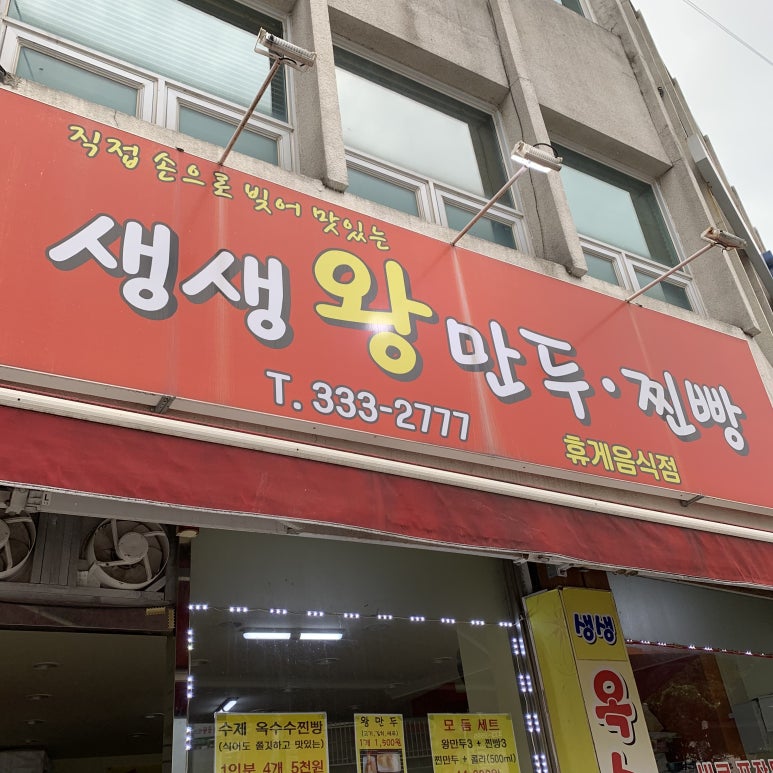 직접 손으로 빚어 맛있는
생생왕만두·찐빵
T. 333-2777
휴게음식점
생생
옥
수제 옥수수찐빵
(식어도 쫄깃하고 맛있는)
1인분 4개 5천원
왕만두
1개 1,500원
모듬세트
왕만두3 + 찐빵3
찐만두 + 콜라(500ml)